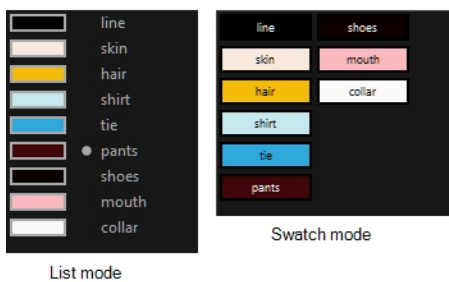 line
skin
hair
shirt
tie
pants
shoes
mouth
collar
List mode
line shoes
skin mouth
hair collar
shirt
tie
pants
Swatch mode